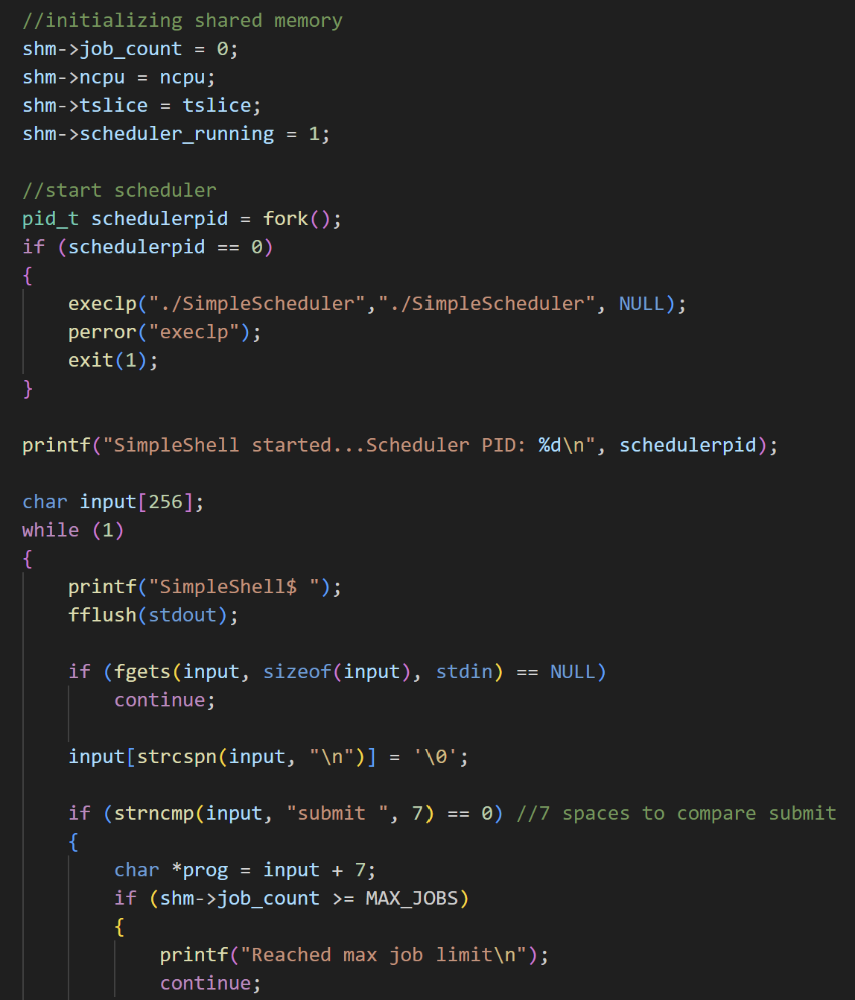 //initializing shared memory
shm->job_count = 0;
shm->ncpu = ncpu;
shm->tslice = tslice;
shm->scheduler_running = 1;

//start scheduler
pid_t schedulerpid = fork();
if (schedulerpid == 0)
{
    execlp("./SimpleScheduler","./SimpleScheduler", NULL);
    perror("execlp");
    exit(1);
}

printf("SimpleShell started...Scheduler PID: %d\n", schedulerpid);

char input[256];
while (1)
{
    printf("SimpleShell$ ");
    fflush(stdout);

    if (fgets(input, sizeof(input), stdin) == NULL)
        continue;

    input[strcspn(input, "\n")] = '\0';

    if (strncmp(input, "submit ", 7) == 0) //7 spaces to compare submit
    {
        char *prog = input + 7;
        if (shm->job_count >= MAX_JOBS)
        {
            printf("Reached max job limit\n");
            continue;